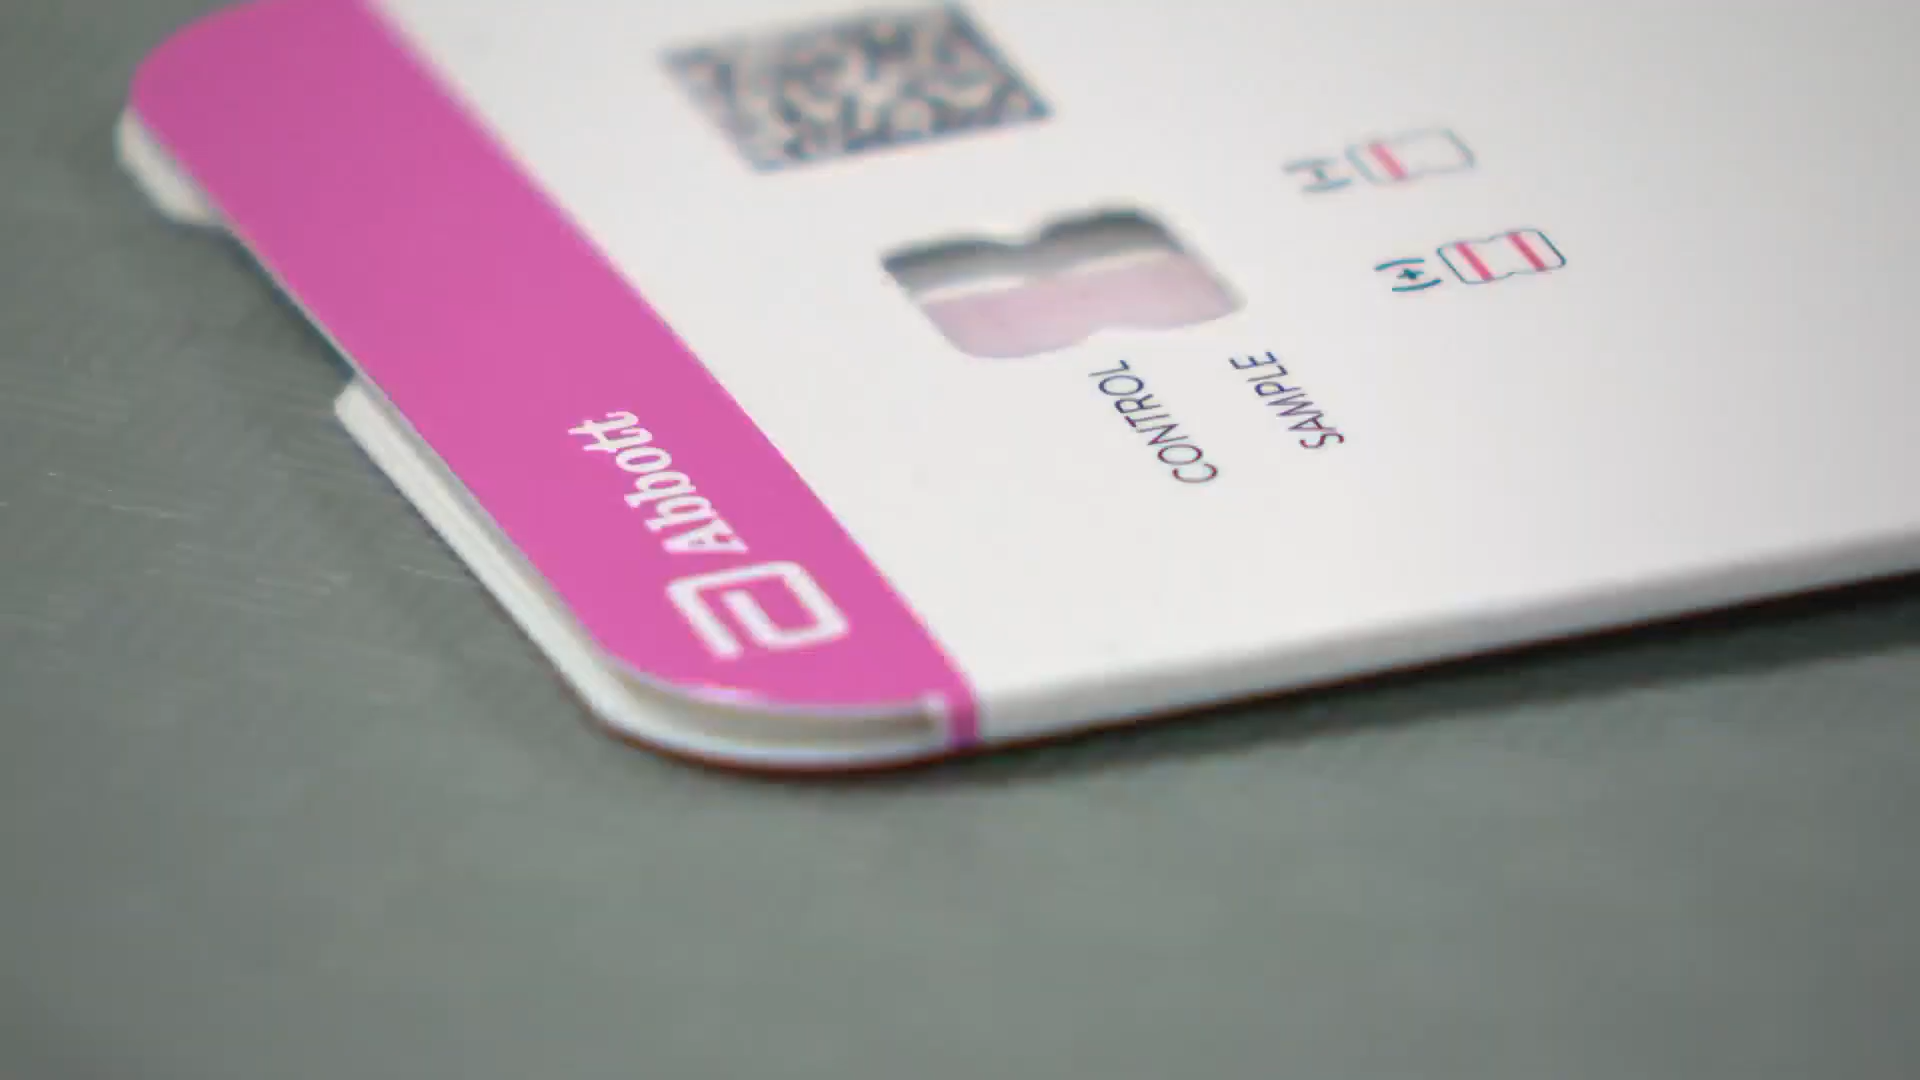 Abbott
CONTROL
SAMPLE
(-)
(+)